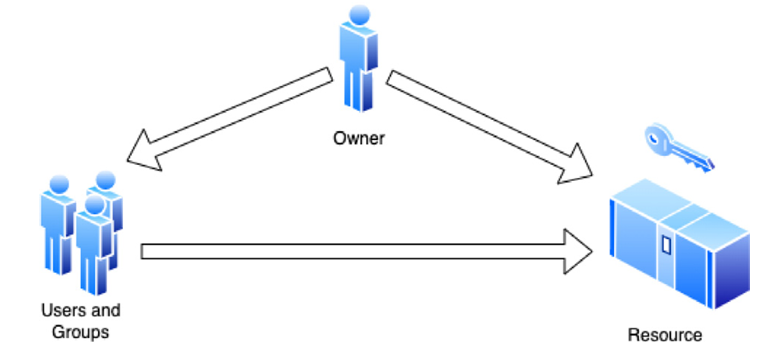 Owner
Users and
Groups
Resource